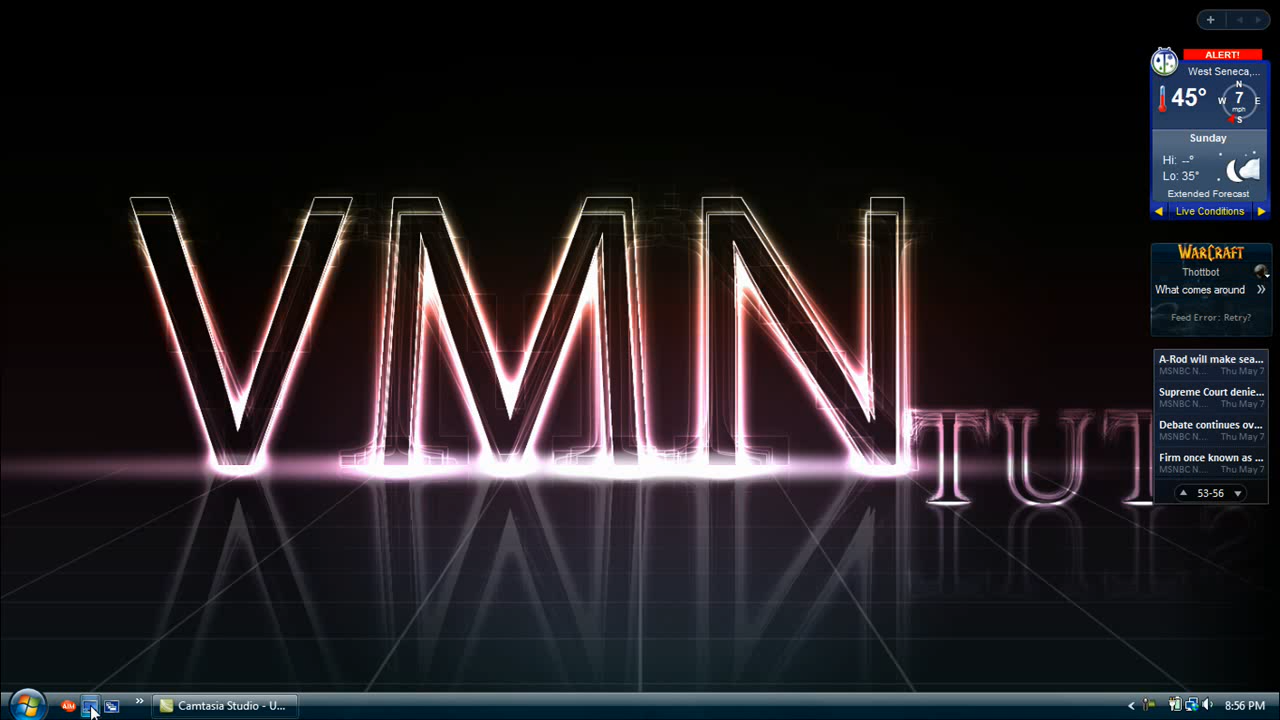 VMN
TUT
ALERT!
West Seneca,...
45°
N
W 7 E
mph
S
Sunday
Hi: --°
Lo: 35°
Extended Forecast
Live Conditions
WARCRAFT
Thottbot
What comes around
Feed Error: Retry?
A-Rod will make sea...
MSNBC N... Thu May 7
Supreme Court denie...
MSNBC N... Thu May 7
Debate continues ov...
MSNBC N... Thu May 7
Firm once known as ...
MSNBC N... Thu May 7
53-56
AIM
Camtasia Studio - U...
8:56 PM